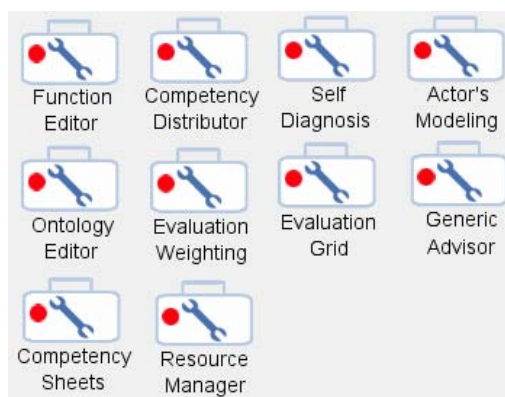 Function
Editor
Competency
Distributor
Self
Diagnosis
Actor's
Modeling
Ontology
Editor
Evaluation
Weighting
Evaluation
Grid
Generic
Advisor
Competency
Sheets
Resource
Manager